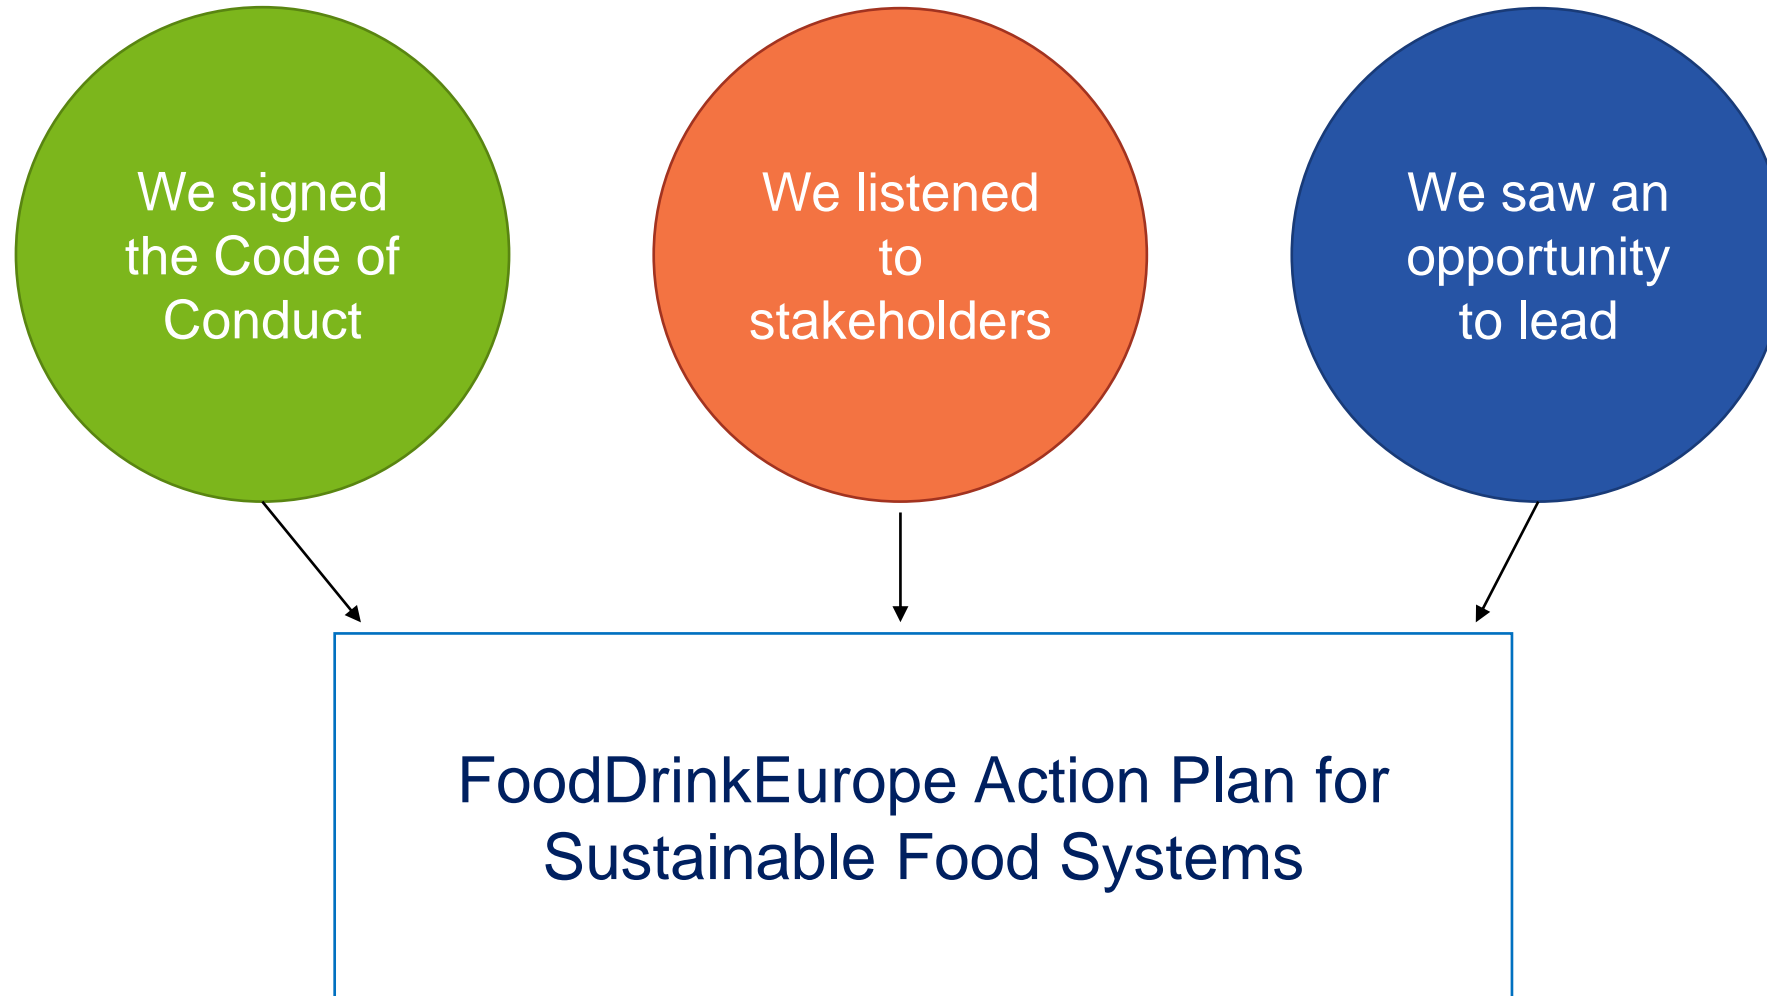 We signed
the Code of
Conduct
We listened
to
stakeholders
We saw an
opportunity
to lead
FoodDrinkEurope Action Plan for
Sustainable Food Systems